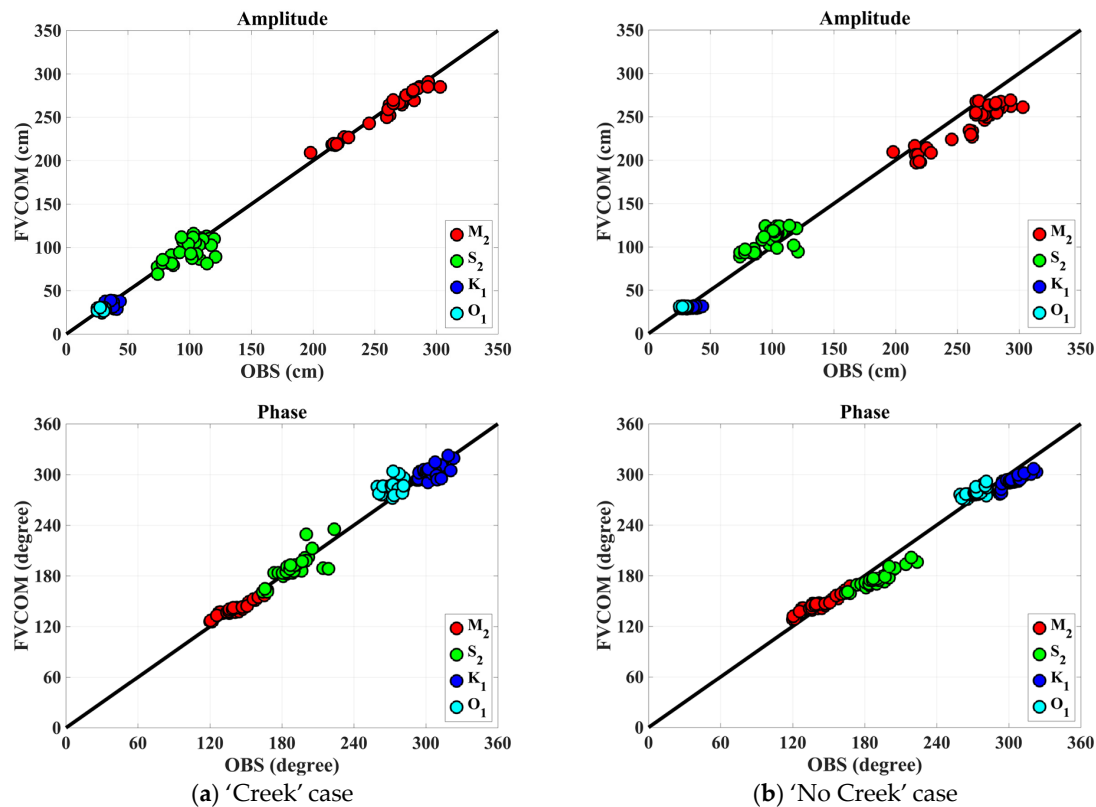 Amplitude
350
300
250
200
150
100
50
0
FVCOM (cm)
0 50 100 150 200 250 300 350
OBS (cm)
M2
S2
K1
O1
Amplitude
350
300
250
200
150
100
50
0
FVCOM (cm)
0 50 100 150 200 250 300 350
OBS (cm)
M2
S2
K1
O1
Phase
360
300
240
180
120
60
0
FVCOM (degree)
0 60 120 180 240 300 360
OBS (degree)
M2
S2
K1
O1
(a) 'Creek' case
Phase
360
300
240
180
120
60
0
FVCOM (degree)
0 60 120 180 240 300 360
OBS (degree)
M2
S2
K1
O1
(b) 'No Creek' case